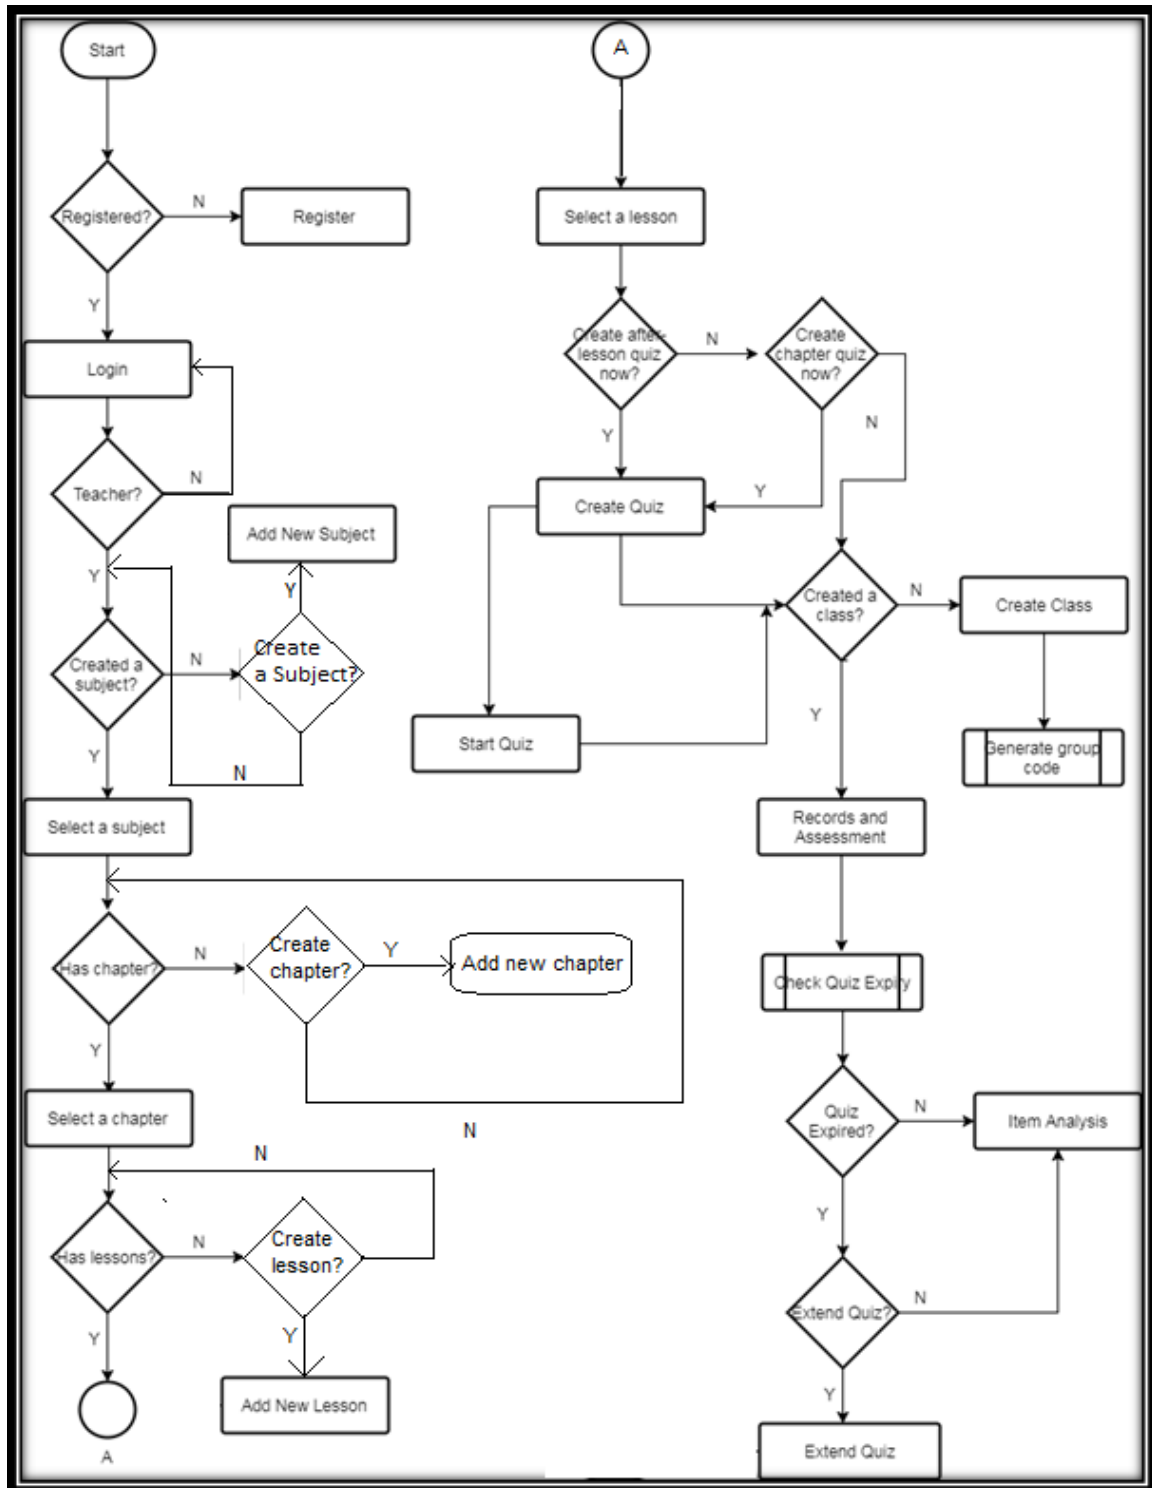 Start
Registered?
N
Register
Y
Login
Teacher?
N
Y
Add New Subject
Y
Created a
subject?
N
Create
a Subject?
N
Y
Select a subject
Has chapter?
N
Create
chapter?
Y
Add new chapter
N
Y
Select a chapter
N
Has lessons?
N
Create
lesson?
Y
Add New Lesson
Y
A
A
Select a lesson
Create after-
lesson quiz
now?
N
Create
chapter quiz
now?
N
Y
Y
Create Quiz
Start Quiz
Created a
class?
N
Create Class
Generate group
code
Y
Records and
Assessment
Check Quiz Expiry
Quiz
Expired?
N
Item Analysis
Y
Extend Quiz?
N
Y
Extend Quiz